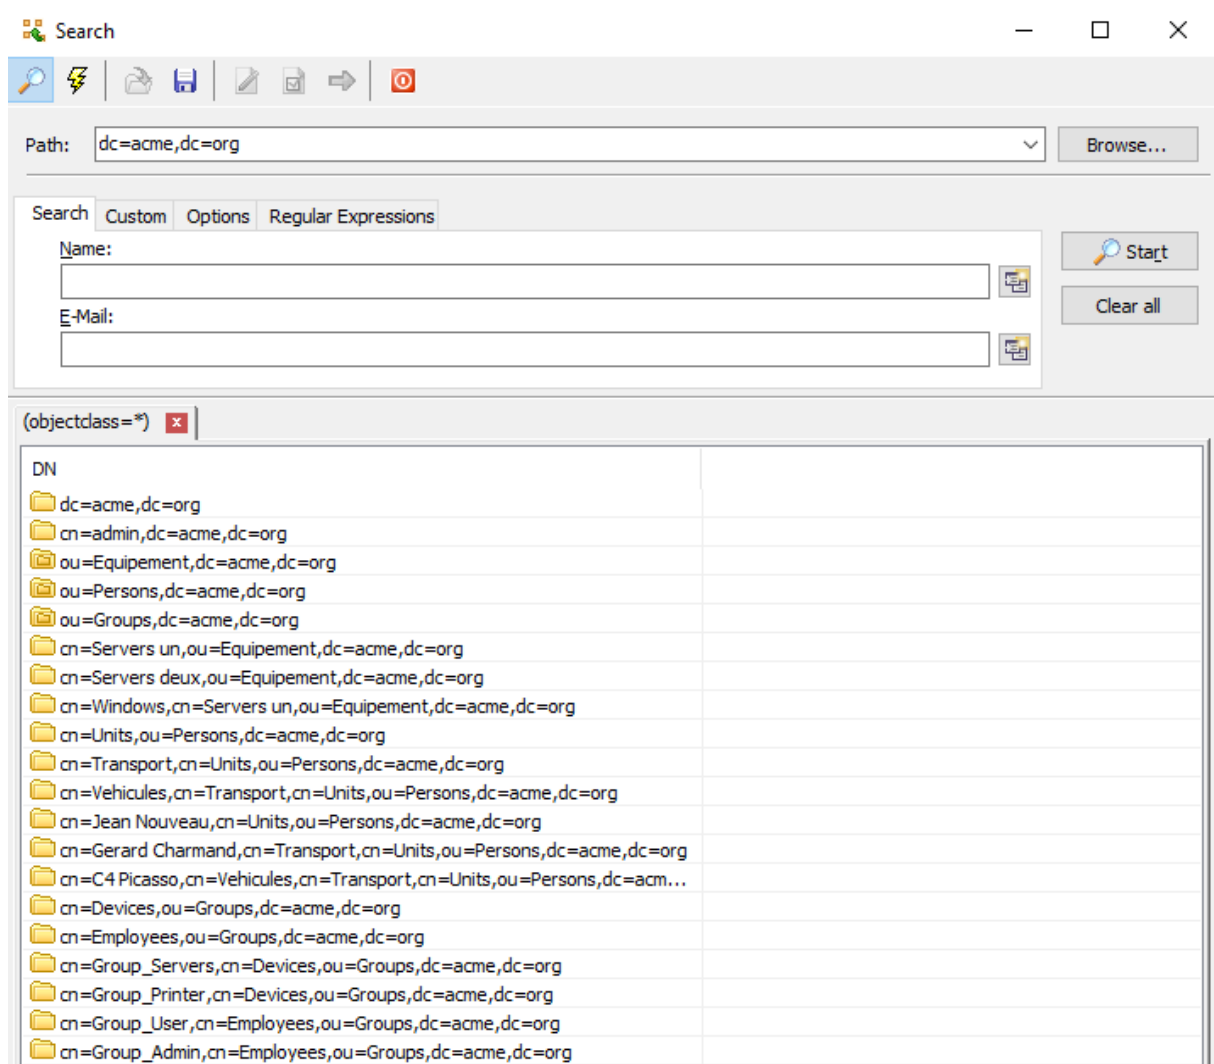 Search
Path: dc=acme,dc=org Browse...
Search Custom Options Regular Expressions
Name:
Start
E-Mail:
Clear all
(objectclass=*)
DN
dc=acme,dc=org
cn=admin,dc=acme,dc=org
ou=Equipement,dc=acme,dc=org
ou=Persons,dc=acme,dc=org
ou=Groups,dc=acme,dc=org
cn=Servers un,ou=Equipement,dc=acme,dc=org
cn=Servers deux,ou=Equipement,dc=acme,dc=org
cn=Windows,cn=Servers un,ou=Equipement,dc=acme,dc=org
cn=Units,ou=Persons,dc=acme,dc=org
cn=Transport,cn=Units,ou=Persons,dc=acme,dc=org
cn=Vehicules,cn=Transport,cn=Units,ou=Persons,dc=acme,dc=org
cn=Jean Nouveau,cn=Units,ou=Persons,dc=acme,dc=org
cn=Gerard Charmand,cn=Transport,cn=Units,ou=Persons,dc=acme,dc=org
cn=C4 Picasso,cn=Vehicules,cn=Transport,cn=Units,ou=Persons,dc=acm...
cn=Devices,ou=Groups,dc=acme,dc=org
cn=Employees,ou=Groups,dc=acme,dc=org
cn=Group_Servers,cn=Devices,ou=Groups,dc=acme,dc=org
cn=Group_Printer,cn=Devices,ou=Groups,dc=acme,dc=org
cn=Group_User,cn=Employees,ou=Groups,dc=acme,dc=org
cn=Group_Admin,cn=Employees,ou=Groups,dc=acme,dc=org